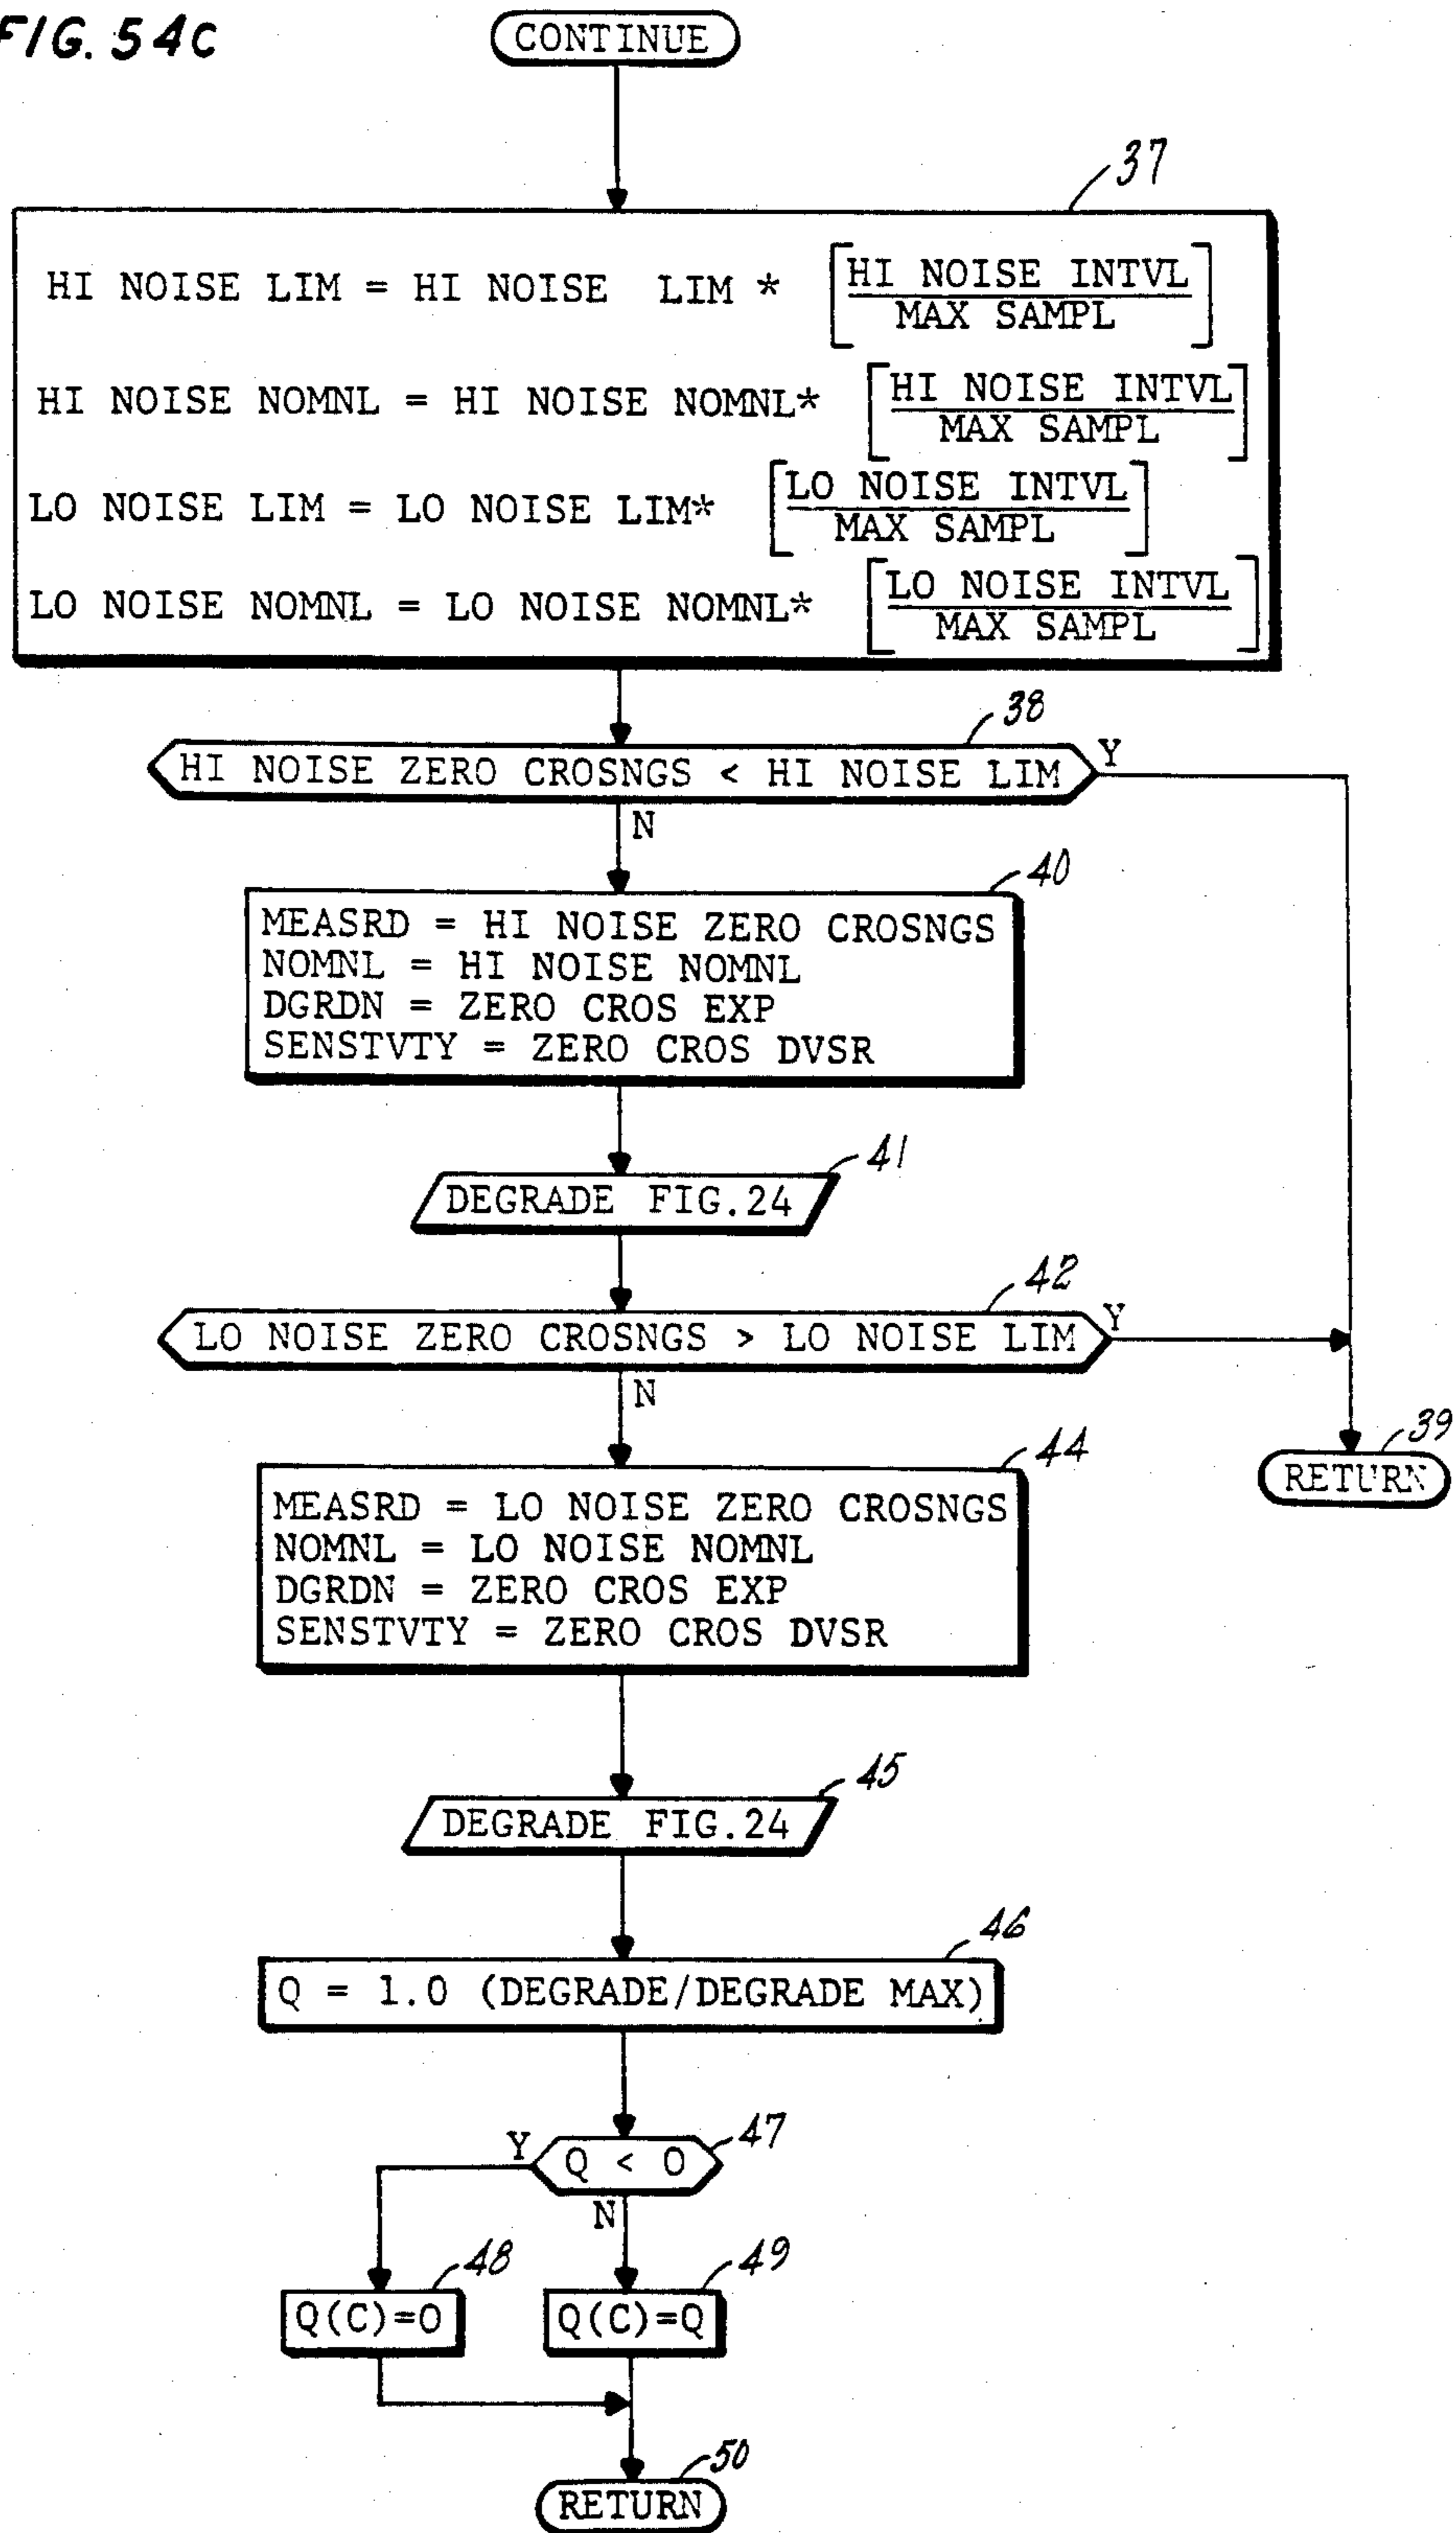 FIG. 54C
CONTINUE
37
HI NOISE LIM = HI NOISE LIM * [HI NOISE INTVL
MAX SAMPL]
HI NOISE NOMNL = HI NOISE NOMNL* [HI NOISE INTVL
MAX SAMPL]
LO NOISE LIM = LO NOISE LIM* [LO NOISE INTVL
MAX SAMPL]
LO NOISE NOMNL = LO NOISE NOMNL* [LO NOISE INTVL
MAX SAMPL]
38
HI NOISE ZERO CROSNGS < HI NOISE LIM
Y
N
40
MEASRD = HI NOISE ZERO CROSNGS
NOMNL = HI NOISE NOMNL
DGRDN = ZERO CROS EXP
SENSTVTY = ZERO CROS DVSR
41
DEGRADE FIG.24
42
LO NOISE ZERO CROSNGS > LO NOISE LIM
Y
N
39
RETURN
44
MEASRD = LO NOISE ZERO CROSNGS
NOMNL = LO NOISE NOMNL
DGRDN = ZERO CROS EXP
SENSTVTY = ZERO CROS DVSR
45
DEGRADE FIG.24
46
Q = 1.0 (DEGRADE/DEGRADE MAX)
47
Y
Q < 0
N
48
Q(C)=0
49
Q(C)=Q
50
RETURN